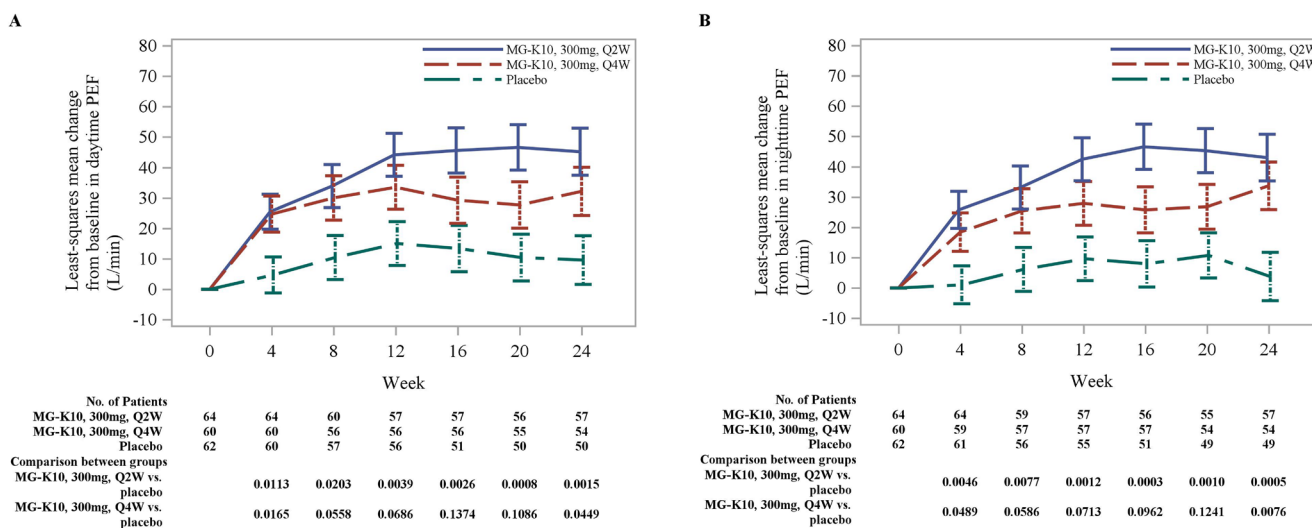 A
Least-squares mean change
from baseline in daytime PEF
(L/min)
80
70
60
50
40
30
20
10
0
-10
MG-K10, 300mg, Q2W
MG-K10, 300mg, Q4W
Placebo
0 4 8 12 16 20 24
Week
No. of Patients
MG-K10, 300mg, Q2W 64 64 60 57 57 56 57
MG-K10, 300mg, Q4W 60 60 56 56 56 55 54
Placebo 62 60 57 56 51 50 50
Comparison between groups
MG-K10, 300mg, Q2W vs.
placebo 0.0113 0.0203 0.0039 0.0026 0.0008 0.0015
MG-K10, 300mg, Q4W vs.
placebo 0.0165 0.0558 0.0686 0.1374 0.1086 0.0449
B
Least-squares mean change
from baseline in nighttime PEF
(L/min)
80
70
60
50
40
30
20
10
0
-10
MG-K10, 300mg, Q2W
MG-K10, 300mg, Q4W
Placebo
0 4 8 12 16 20 24
Week
No. of Patients
MG-K10, 300mg, Q2W 64 64 59 57 56 55 57
MG-K10, 300mg, Q4W 60 59 57 57 57 54 54
Placebo 62 61 56 55 51 49 49
Comparison between groups
MG-K10, 300mg, Q2W vs.
placebo 0.0046 0.0077 0.0012 0.0003 0.0010 0.0005
MG-K10, 300mg, Q4W vs.
placebo 0.0489 0.0586 0.0713 0.0962 0.1241 0.0076